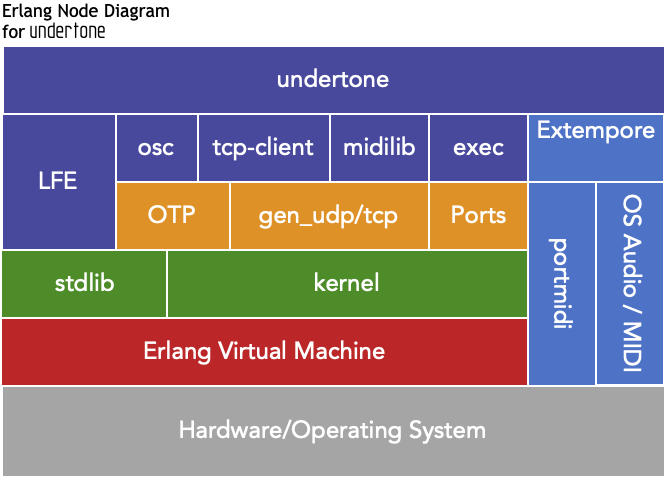 Erlang Node Diagram
for undertone
undertone
LFE
osc
tcp-client
midilib
exec
Extempore
OTP
gen_udp/tcp
Ports
portmidi
OS Audio / MIDI
stdlib
kernel
Erlang Virtual Machine
Hardware/Operating System